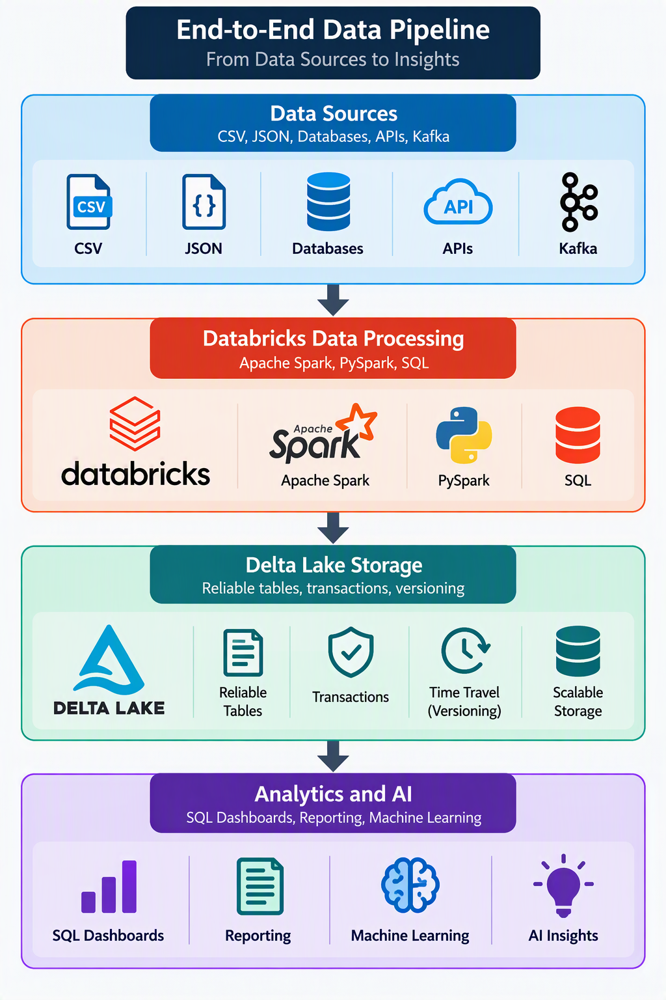 End-to-End Data Pipeline
From Data Sources to Insights
Data Sources
CSV, JSON, Databases, APIs, Kafka
CSV
{}
API
CSV
JSON
Databases
APIs
Kafka
Databricks Data Processing
Apache Spark, PySpark, SQL
databricks
Apache
Spark
Apache Spark
PySpark
SQL
Delta Lake Storage
Reliable tables, transactions, versioning
DELTA LAKE
Reliable
Tables
Transactions
Time Travel
(Versioning)
Scalable
Storage
Analytics and AI
SQL Dashboards, Reporting, Machine Learning
SQL Dashboards
Reporting
Machine Learning
AI Insights